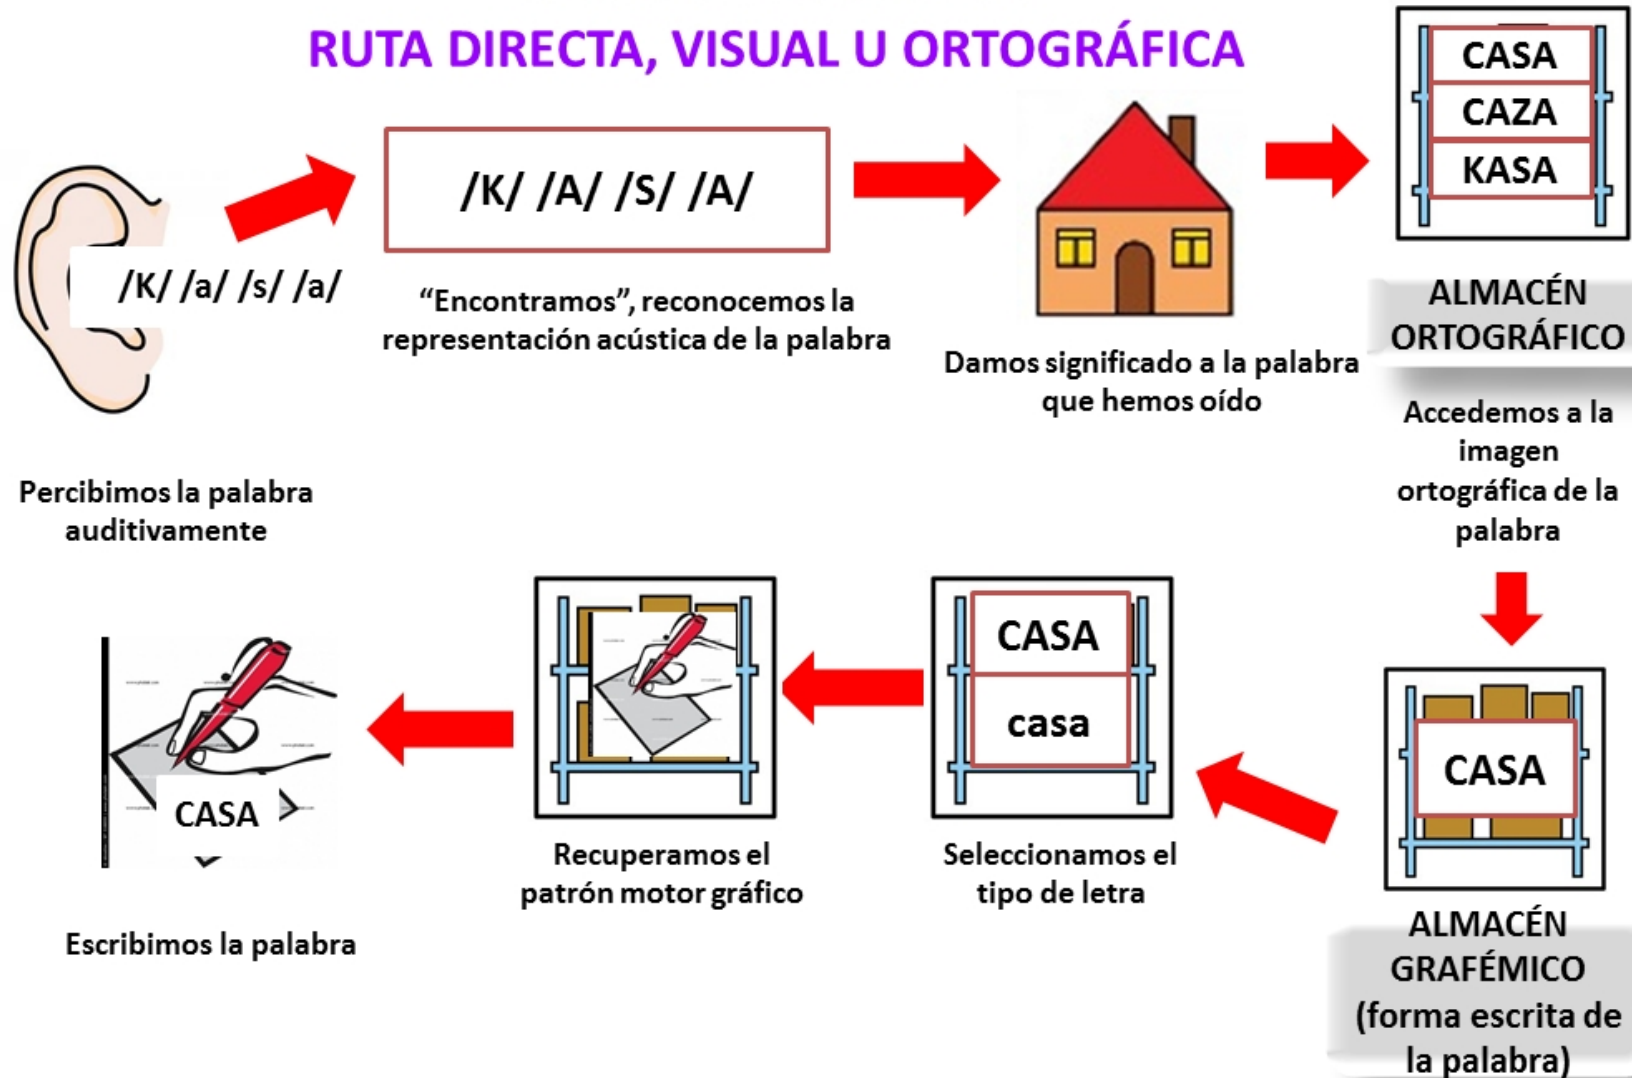 RUTA DIRECTA, VISUAL U ORTOGRÁFICA
/K/ /a/ /s/ /a/
Percibimos la palabra
auditivamente
/K/ /A/ /S/ /A/
“Encontramos”, reconocemos la
representación acústica de la palabra
Damos significado a la palabra
que hemos oído
CASA
CAZA
KASA
ALMACÉN
ORTOGRÁFICO
Accedemos a la
imagen
ortográfica de la
palabra
CASA
ALMACÉN
GRAFÉMICO
(forma escrita de
la palabra)
CASA
casa
Seleccionamos el
tipo de letra
Recuperamos el
patrón motor gráfico
CASA
Escribimos la palabra